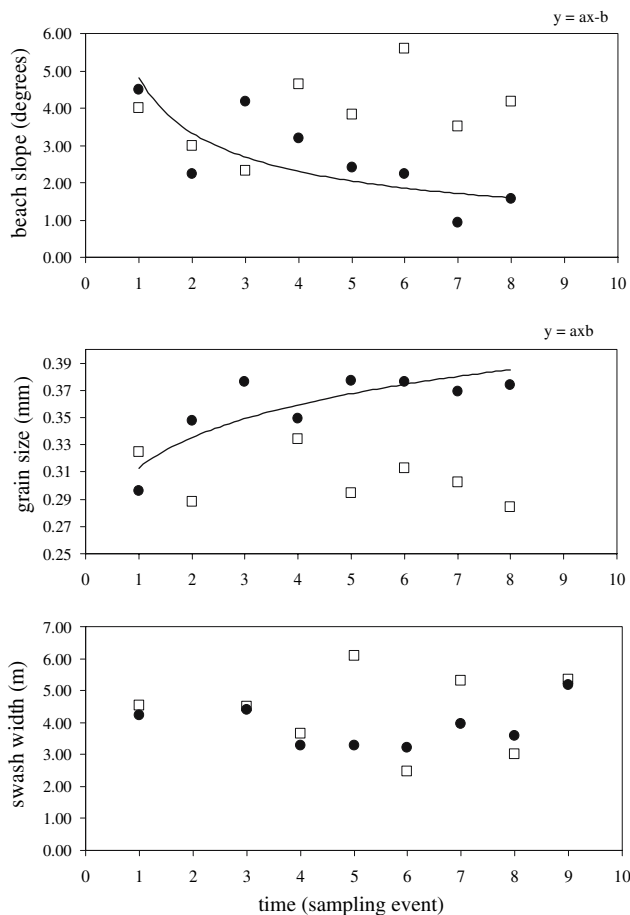 y = ax-b
6.00
5.00
4.00
3.00
2.00
1.00
0.00
beach slope (degrees)
0 1 2 3 4 5 6 7 8 9 10
y = axb
0.39
0.37
0.35
0.33
0.31
0.29
0.27
0.25
grain size (mm)
0 1 2 3 4 5 6 7 8 9 10
7.00
6.00
5.00
4.00
3.00
2.00
1.00
0.00
swash width (m)
0 1 2 3 4 5 6 7 8 9 10
time (sampling event)